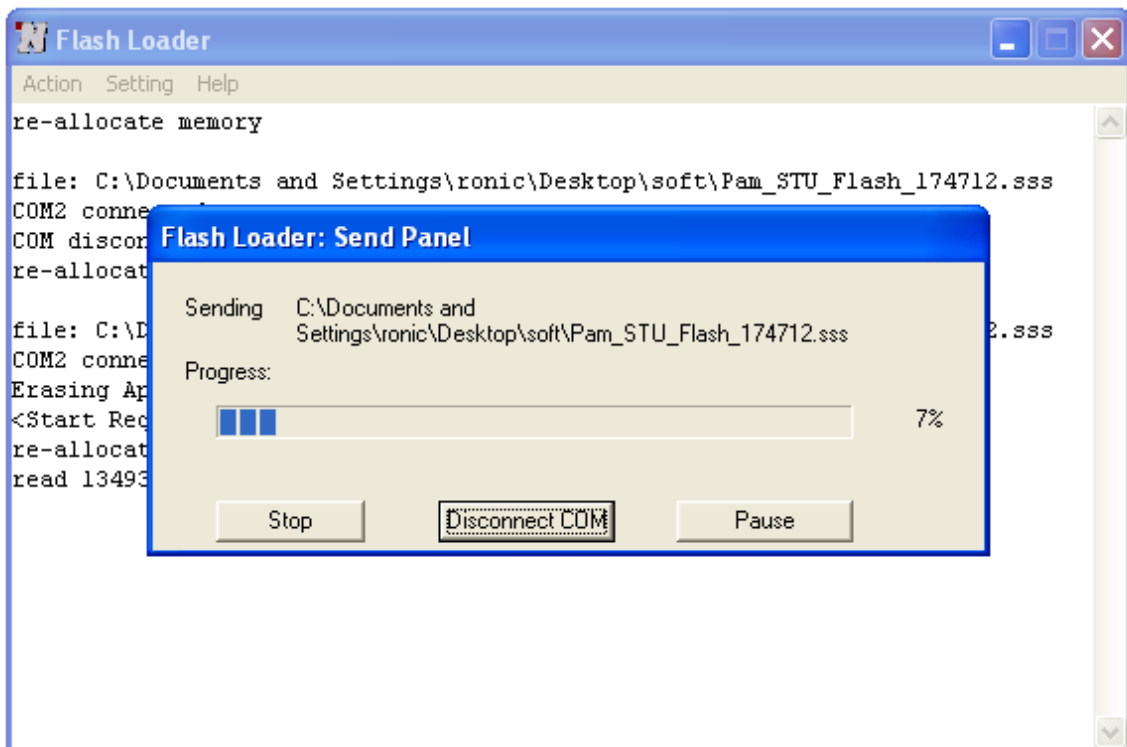 Flash Loader
Action Setting Help
re-allocate memory
file: C:\Documents and Settings\ronic\Desktop\soft\Pam_STU_Flash_174712.sss
COM2 conne
COM discon
re-allocat
file: C:\D 2.sss
COM2 conne
Erasing Ap
<Start Req
re-allocat
read 13493
Flash Loader: Send Panel
Sending C:\Documents and
Settings\ronic\Desktop\soft\Pam_STU_Flash_174712.sss
Progress:
7%
Stop Disconnect COM Pause